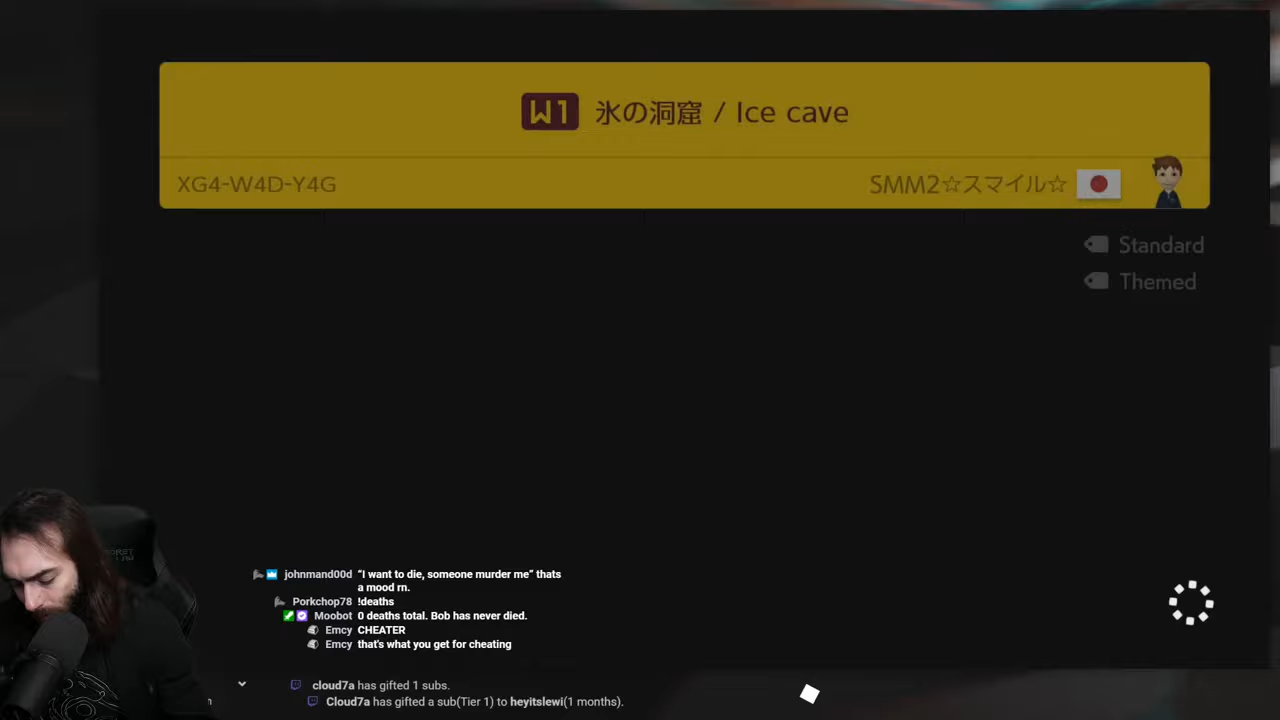 W1 氷の洞窟 / Ice cave
XG4-W4D-Y4G
SMM2☆スマイル☆
Standard
Themed
johnmand00d "I want to die, someone murder me" thats
a mood rn.
Porkchop78 !deaths
Moobot 0 deaths total. Bob has never died.
Emcy CHEATER
Emcy that's what you get for cheating
cloud7a has gifted 1 subs.
Cloud7a has gifted a sub(Tier 1) to heyitslewi(1 months).